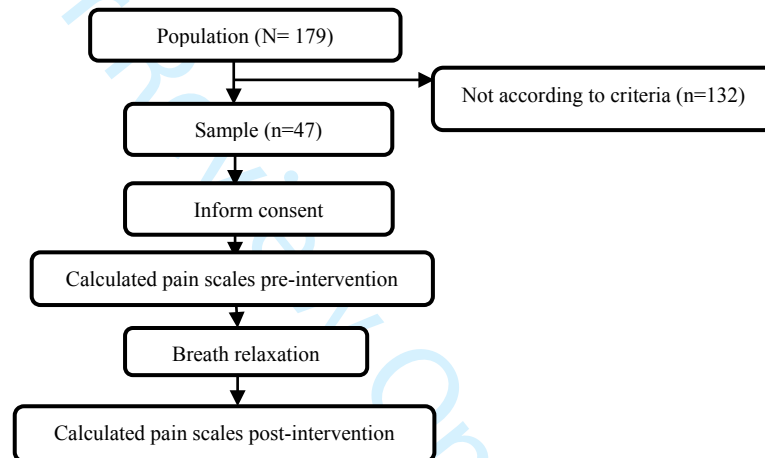 Population (N= 179)
Not according to criteria (n=132)
Sample (n=47)
Inform consent
Calculated pain scales pre-intervention
Breath relaxation
Calculated pain scales post-intervention